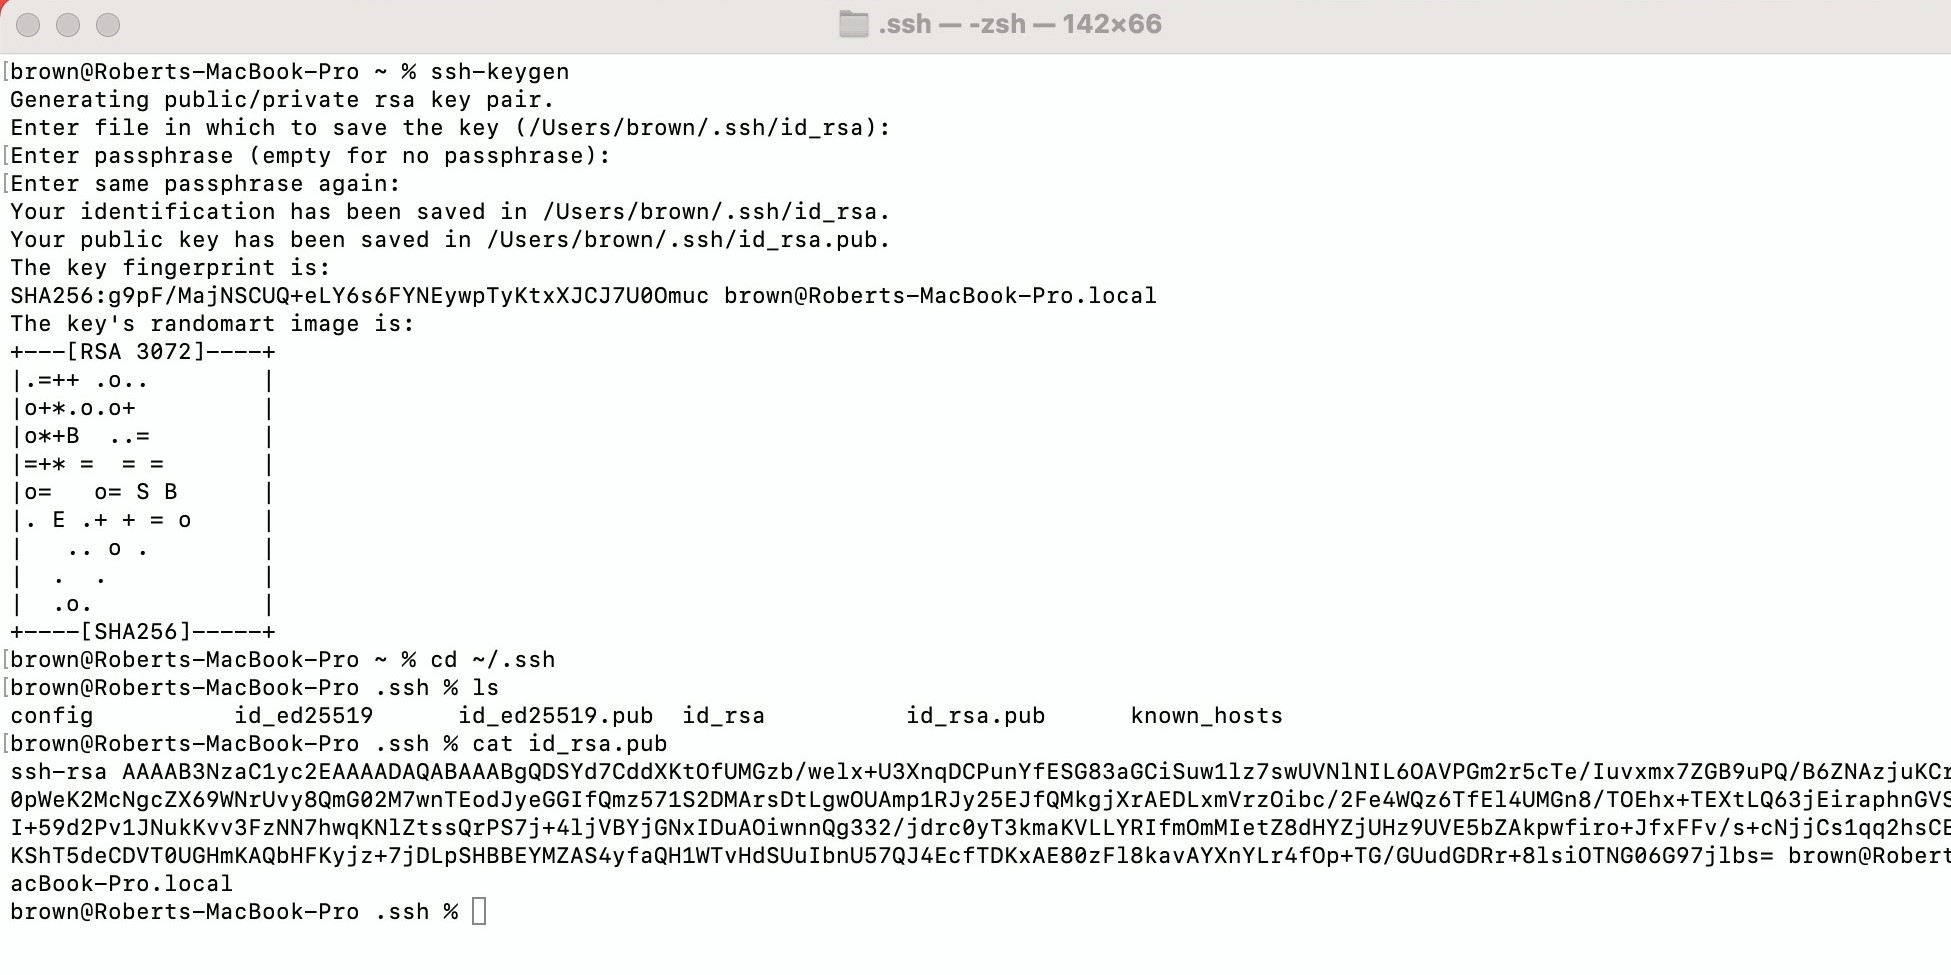 .ssh — -zsh — 142×66
brown@Roberts-MacBook-Pro ~ % ssh-keygen
Generating public/private rsa key pair.
Enter file in which to save the key (/Users/brown/.ssh/id_rsa):
Enter passphrase (empty for no passphrase):
Enter same passphrase again:
Your identification has been saved in /Users/brown/.ssh/id_rsa.
Your public key has been saved in /Users/brown/.ssh/id_rsa.pub.
The key fingerprint is:
SHA256:g9pF/MajNSCUQ+eLY6s6FYNEywpTyKtxXJCJ7U0Omuc brown@Roberts-MacBook-Pro.local
The key's randomart image is:
+---[RSA 3072]----+
|.=++ .o..        |
|o+*.o.o+         |
|o*+B  ..=        |
|=+* =  = =       |
|o=   o= S B      |
|. E .+ + = o     |
|   .. o .        |
|  .  .           |
|  .o.            |
+----[SHA256]-----+
brown@Roberts-MacBook-Pro ~ % cd ~/.ssh
brown@Roberts-MacBook-Pro .ssh % ls
config          id_ed25519      id_ed25519.pub  id_rsa          id_rsa.pub      known_hosts
brown@Roberts-MacBook-Pro .ssh % cat id_rsa.pub
ssh-rsa AAAAB3NzaC1yc2EAAAADAQABAAABgQDSYd7CddXKtOfUMGzb/welx+U3XnqDCPunYfESG83aGCiSuw1lz7swUVNlNIL6OAVPGm2r5cTe/Iuvxmx7ZGB9uPQ/B6ZNAzjuKCr
0pWeK2McNgcZX69WNrUvy8QmG02M7wnTEodJyeGGIfQmz571S2DMArsDtLgwOUAmp1RJy25EJfQMkgjXrAEDLxmVrzOibc/2Fe4WQz6TfEl4UMGn8/TOEhx+TEXtLQ63jEiraphnGVS
I+59d2Pv1JNukKvv3FzNN7hwqKNlZtssQrPS7j+4ljVBYjGNxIDuAOiwnnQg332/jdrc0yT3kmaKVLLYRIfmOmMIetZ8dHYZjUHz9UVE5bZAkpwfiro+JfxFFv/s+cNjjCs1qq2hsCE
KShT5deCDVT0UGHmKAQbHFKyjz+7jDLpSHBBEYMZAS4yfaQH1WTvHdSUuIbnU57QJ4EcfTDKxAE80zFl8kavAYXnYLr4fOp+TG/GUudGDRr+8lsiOTNG06G97jlbs= brown@Robert
acBook-Pro.local
brown@Roberts-MacBook-Pro .ssh %